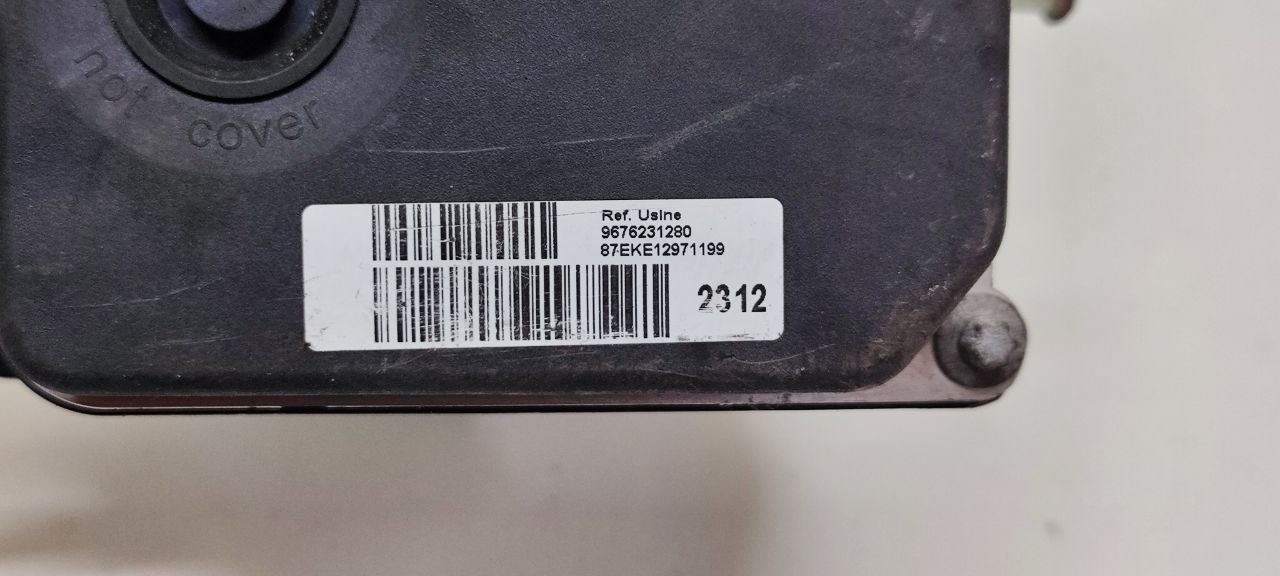 not cover
Ref. Usine
9676231280
87EKE12971199
2312